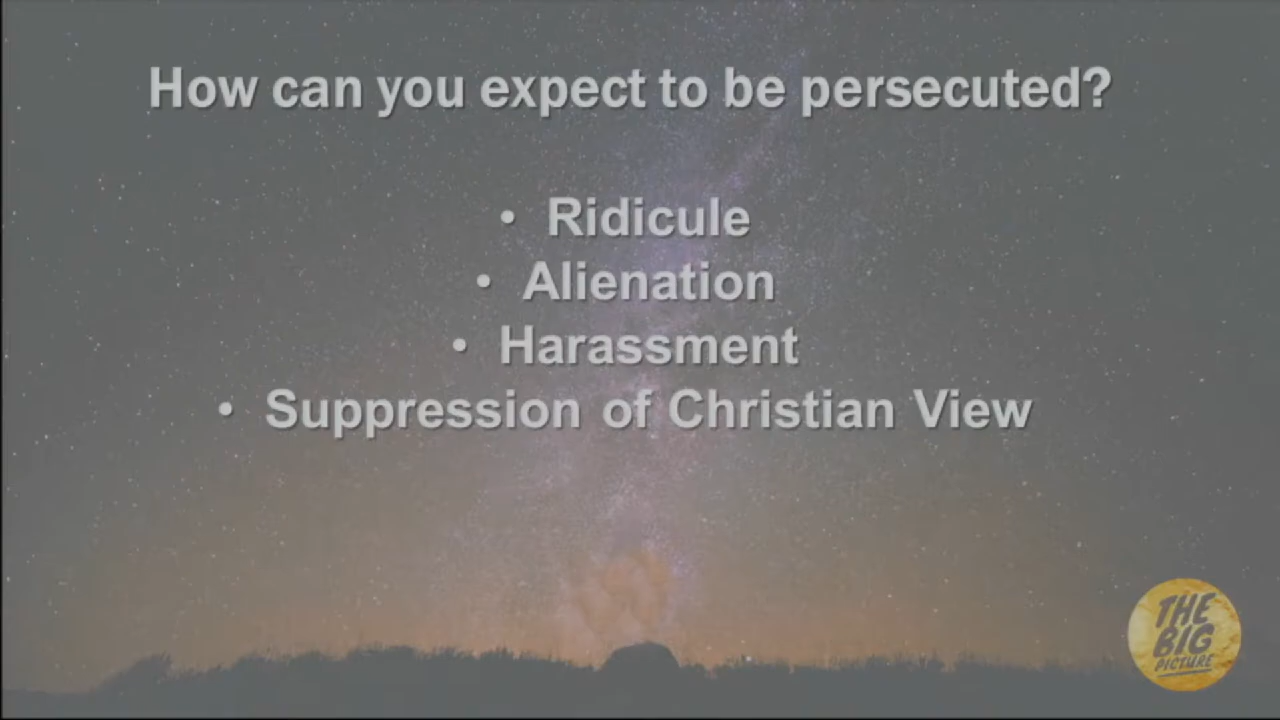 How can you expect to be persecuted?
• Ridicule
• Alienation
• Harassment
• Suppression of Christian View
THE
BIG
PICTURE